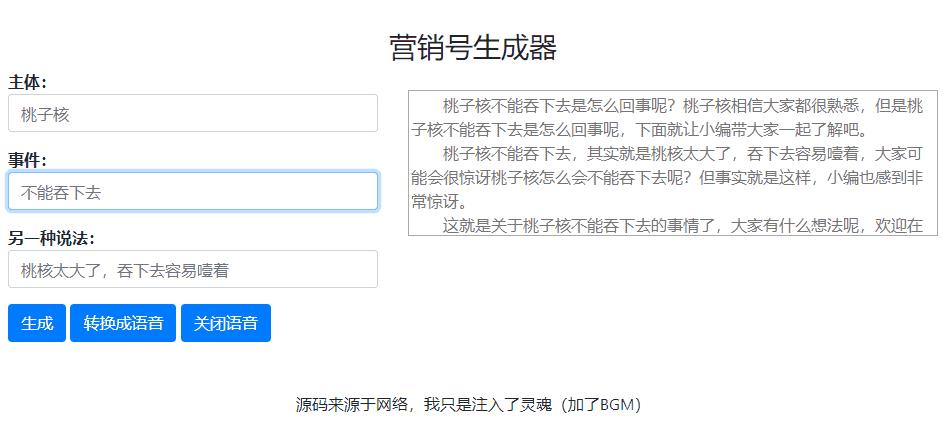 营销号生成器
主体：
桃子核
事件：
不能吞下去
另一种说法：
桃核太大了，吞下去容易噎着
生成 转换成语音 关闭语音
桃子核不能吞下去是怎么回事呢？桃子核相信大家都很熟悉，但是桃
子核不能吞下去是怎么回事呢，下面就让小编带大家一起了解吧。
桃子核不能吞下去，其实就是桃核太大了，吞下去容易噎着，大家可
能会很惊讶桃子核怎么会不能吞下去呢？但事实就是这样，小编也感到非
常惊讶。
这就是关于桃子核不能吞下去的事情了，大家有什么想法呢，欢迎在
源码来源于网络，我只是注入了灵魂（加了BGM）